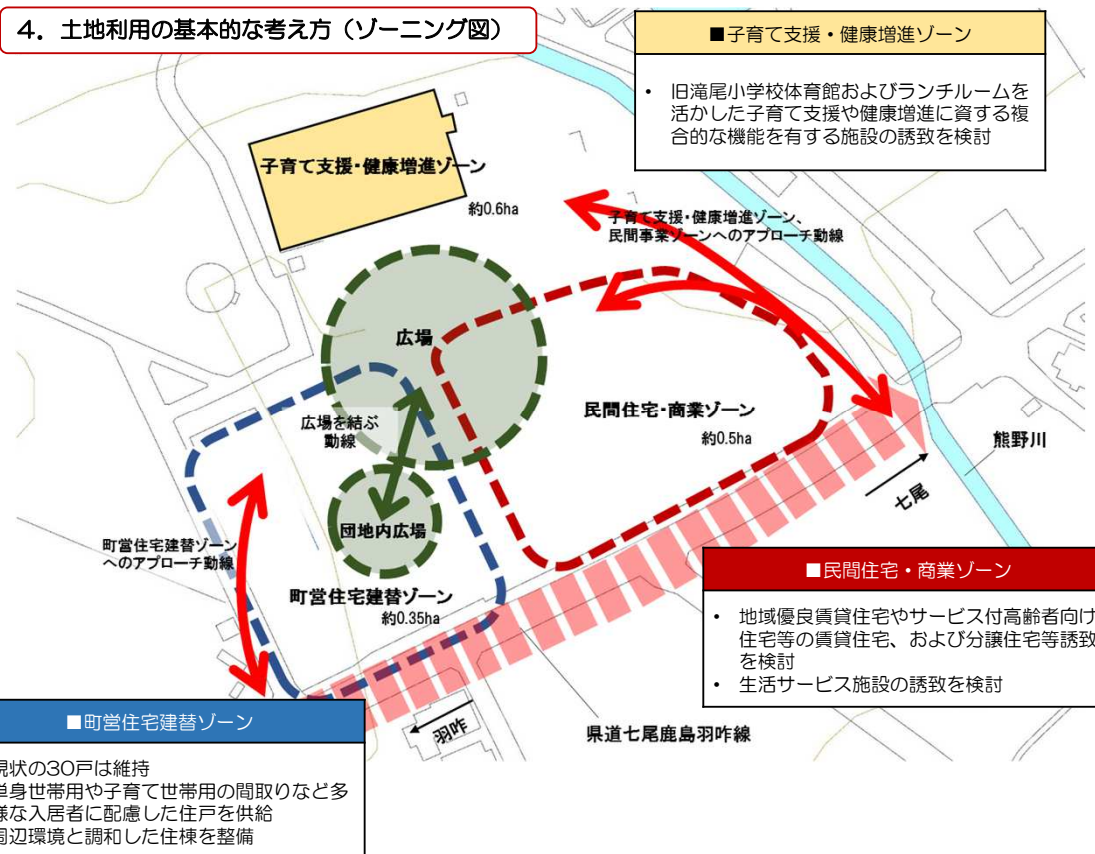 4．土地利用の基本的な考え方（ゾーニング図）
■子育て支援・健康増進ゾーン
• 旧滝尾小学校体育館およびランチルームを
活かした子育て支援や健康増進に資する複
合的な機能を有する施設の誘致を検討
子育て支援・健康増進ゾーン
約0.6ha
子育て支援・健康増進ゾーン、
民間事業ゾーンへのアプローチ動線
広場
広場を結ぶ
動線
民間住宅・商業ゾーン
約0.5ha
熊野川
七尾
団地内広場
町営住宅建替ゾーン
へのアプローチ動線
町営住宅建替ゾーン
約0.35ha
■民間住宅・商業ゾーン
• 地域優良賃貸住宅やサービス付高齢者向け
住宅等の賃貸住宅、および分譲住宅等誘致
を検討
• 生活サービス施設の誘致を検討
羽咋
県道七尾鹿島羽咋線
■町営住宅建替ゾーン
現状の30戸は維持
単身世帯用や子育て世帯用の間取りなど多
様な入居者に配慮した住戸を供給
周辺環境と調和した住棟を整備